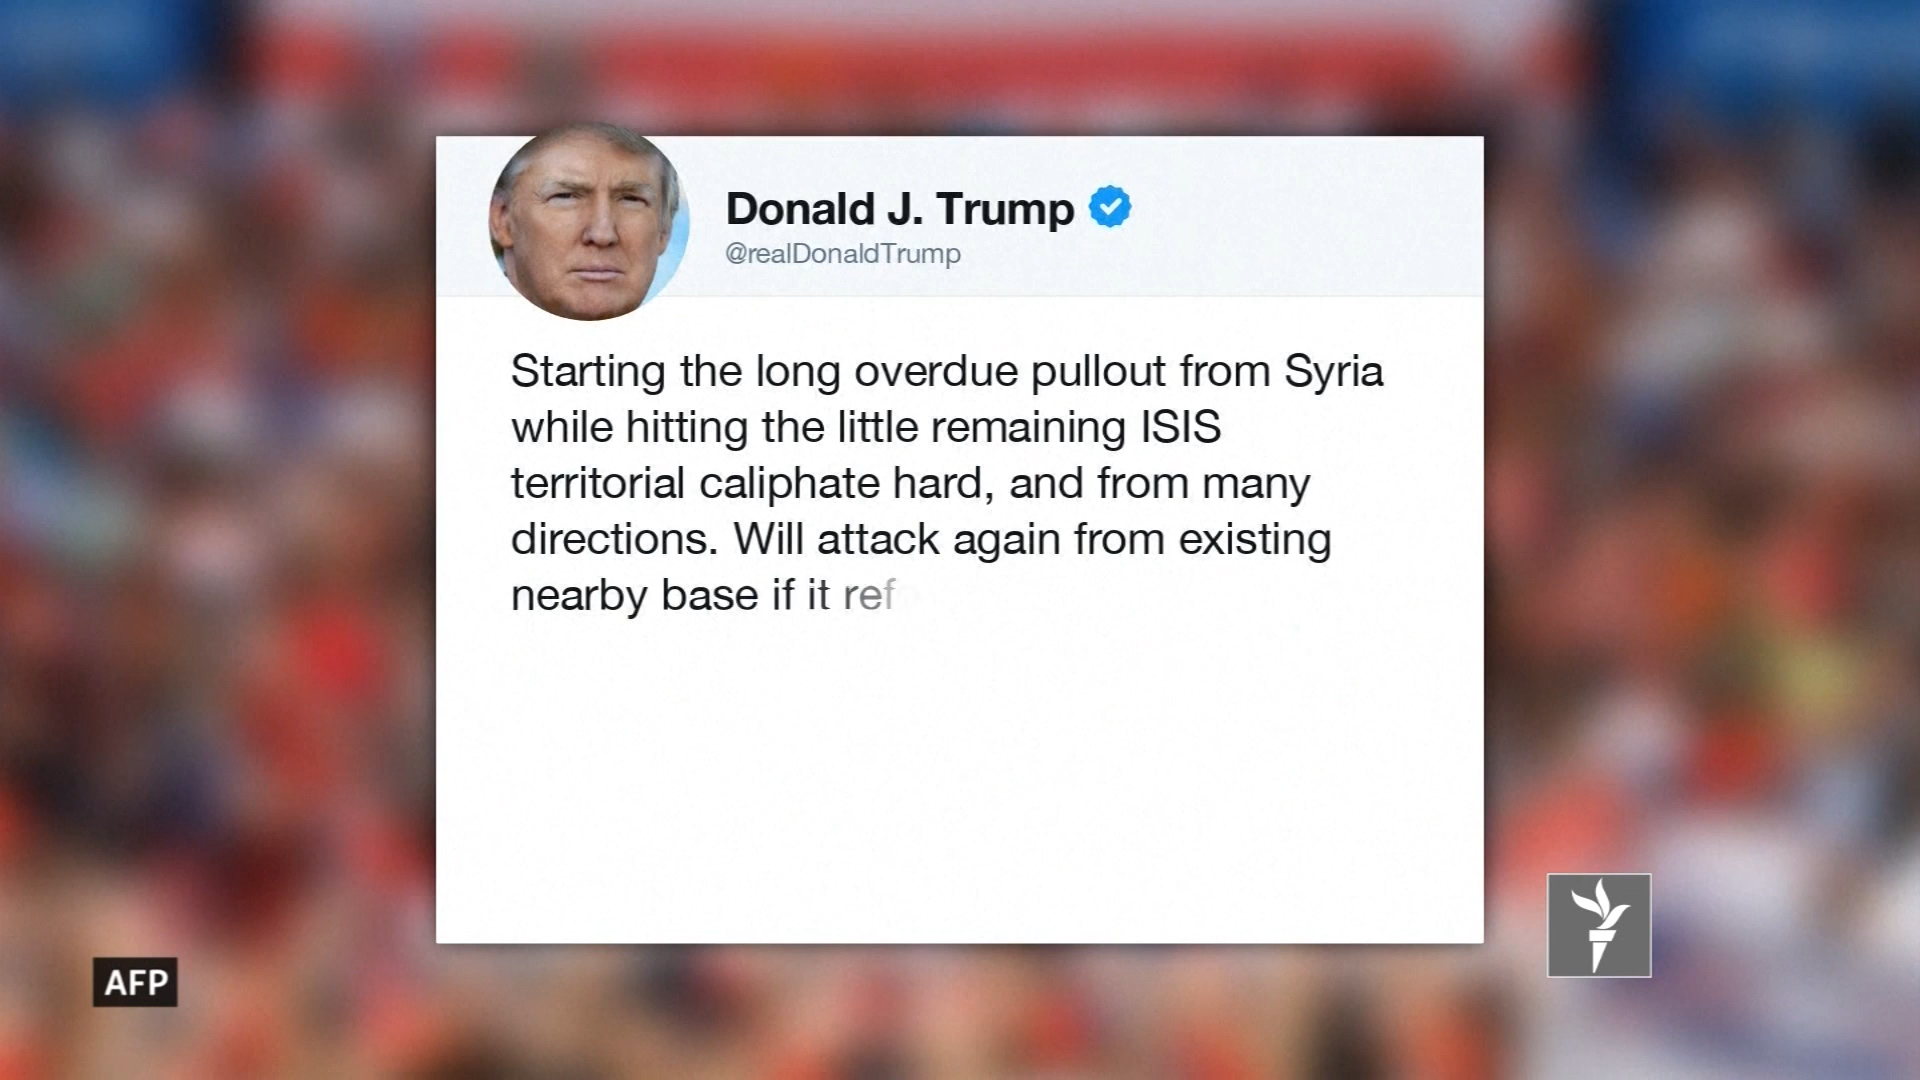 Donald J. Trump
@realDonaldTrump
Starting the long overdue pullout from Syria
while hitting the little remaining ISIS
territorial caliphate hard, and from many
directions. Will attack again from existing
nearby base if it ref
AFP